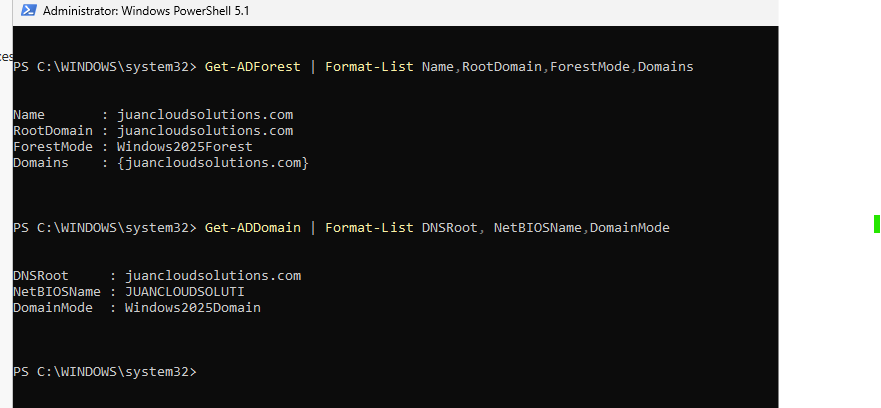 Administrator: Windows PowerShell 5.1
PS C:\WINDOWS\system32> Get-ADForest | Format-List Name,RootDomain,ForestMode,Domains
Name       : juancloudsolutions.com
RootDomain : juancloudsolutions.com
ForestMode : Windows2025Forest
Domains    : {juancloudsolutions.com}
PS C:\WINDOWS\system32> Get-ADDomain | Format-List DNSRoot, NetBIOSName,DomainMode
DNSRoot     : juancloudsolutions.com
NetBIOSName : JUANCLOUDSOLUTI
DomainMode  : Windows2025Domain
PS C:\WINDOWS\system32>